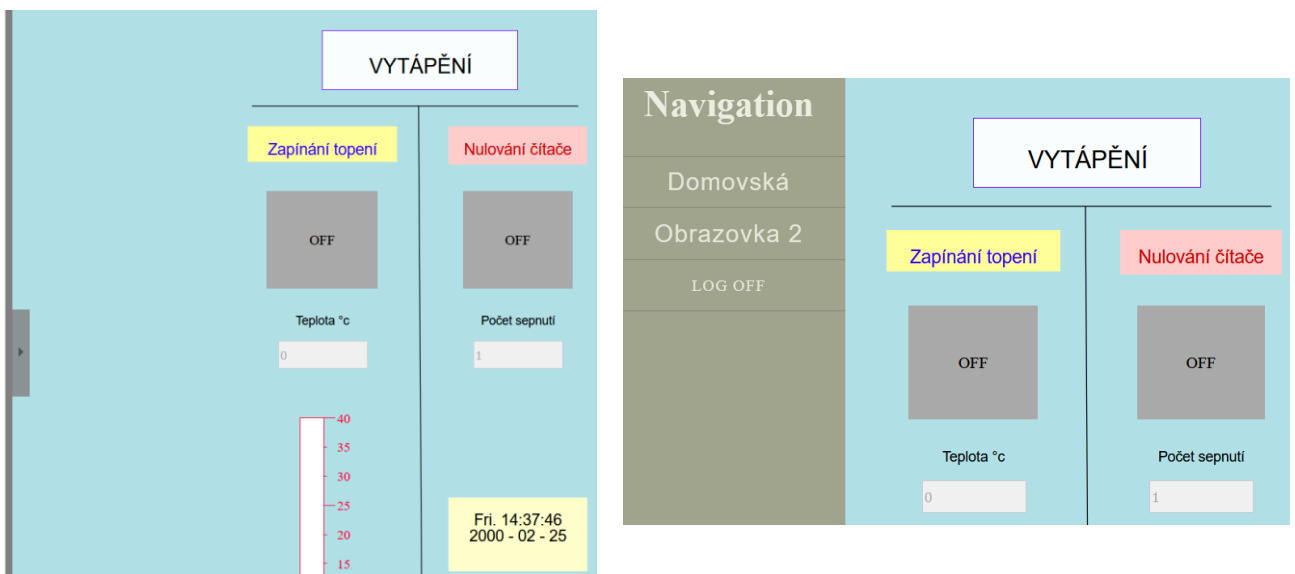 VYTÁPĚNÍ
Zapínání topení
Nulování čítače
OFF
OFF
Teplota °c
Počet sepnutí
0
1
40
35
30
25
20
15
Fri. 14:37:46
2000 - 02 - 25
Navigation
Domovská
Obrazovka 2
LOG OFF
VYTÁPĚNÍ
Zapínání topení
Nulování čítače
OFF
OFF
Teplota °c
Počet sepnutí
0
1